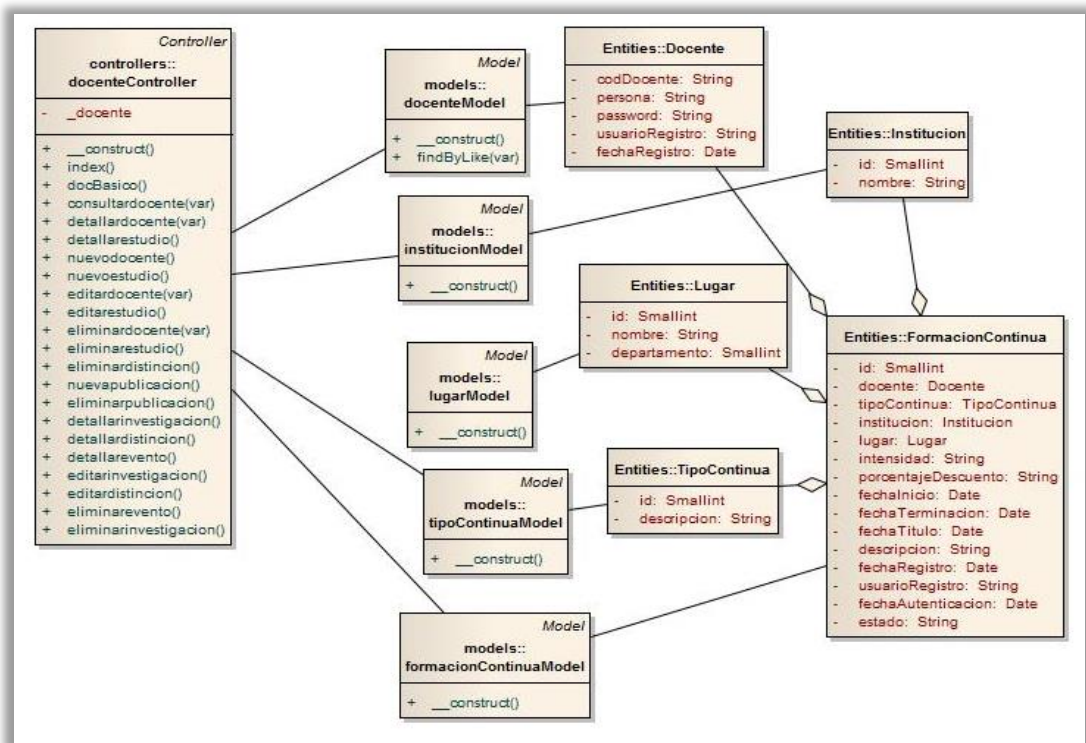 Controller
controllers::
docenteController
- _docente
+ __construct()
+ index()
+ docBasico()
+ consultardocente(var)
+ detallardocente(var)
+ detallarestudio()
+ nuevodocente()
+ nuevoestudio()
+ editardocente(var)
+ editarestudio()
+ eliminardocente(var)
+ eliminarestudio()
+ eliminardistincion()
+ nuevapublicacion()
+ eliminarpublicacion()
+ detallarinvestigacion()
+ detallardistincion()
+ detallarevento()
+ editarinvestigacion()
+ editardistincion()
+ eliminarevento()
+ eliminarinvestigacion()
Model
models::
docenteModel
+ __construct()
+ findByLike(var)
Entities::Docente
- codDocente: String
- persona: String
- password: String
- usuarioRegistro: String
- fechaRegistro: Date
Entities::Institucion
- id: Smallint
- nombre: String
Model
models::
institucionModel
+ __construct()
Entities::Lugar
- id: Smallint
- nombre: String
- departamento: Smallint
Model
models::
lugarModel
+ __construct()
Entities::TipoContinua
- id: Smallint
- descripcion: String
Model
models::
tipoContinuaModel
+ __construct()
Entities::FormacionContinua
- id: Smallint
- docente: Docente
- tipoContinua: TipoContinua
- institucion: Institucion
- lugar: Lugar
- intensidad: String
- porcentajeDescuento: String
- fechaInicio: Date
- fechaTerminacion: Date
- fechaTitulo: Date
- descripcion: String
- fechaRegistro: Date
- usuarioRegistro: String
- fechaAutenticacion: Date
- estado: String
Model
models::
formacionContinuaModel
+ __construct()